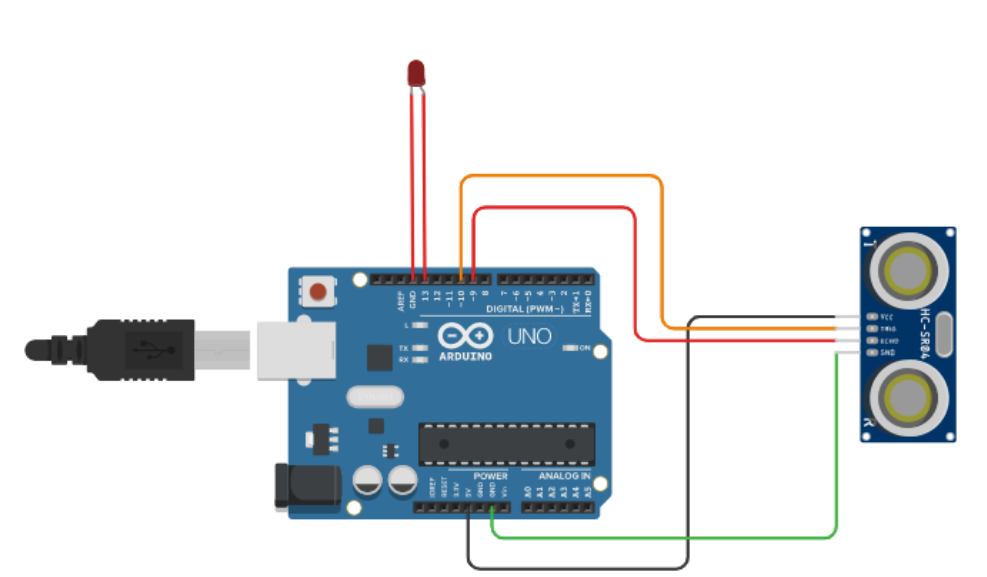 AREF
GND
13
12
~11
~10
~9
8
7
~6
~5
4
~3
2
TX→1
RX←0
DIGITAL (PWM~)
L
TX
RX
UNO
ARDUINO
ON
POWER
ANALOG IN
IOREF
RESET
3.3V
5V
GND
GND
Vin
A0
A1
A2
A3
A4
A5
T
VCC
TRIG
ECHO
GND
HC-SR04
R